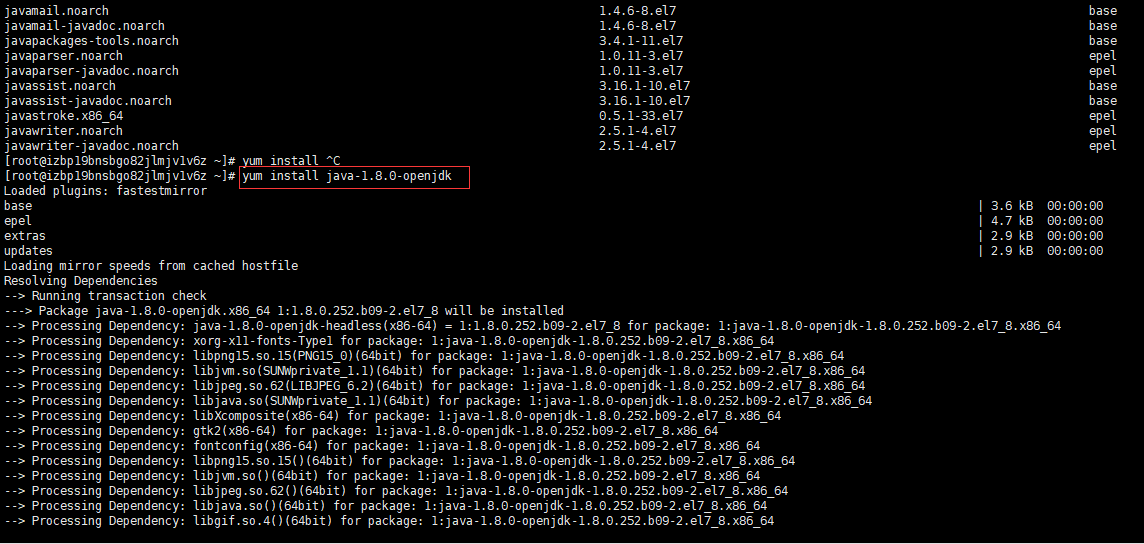 javamail.noarch 1.4.6-8.el7 base
javamail-javadoc.noarch 1.4.6-8.el7 base
javapackages-tools.noarch 3.4.1-11.el7 base
javaparser.noarch 1.0.11-3.el7 epel
javaparser-javadoc.noarch 1.0.11-3.el7 epel
javassist.noarch 3.16.1-10.el7 base
javassist-javadoc.noarch 3.16.1-10.el7 base
javastroke.x86_64 0.5.1-33.el7 epel
javawriter.noarch 2.5.1-4.el7 epel
javawriter-javadoc.noarch 2.5.1-4.el7 epel
[root@izbp19bnsbgo82jlmjv1v6z ~]# yum install ^C
[root@izbp19bnsbgo82jlmjv1v6z ~]# yum install java-1.8.0-openjdk
Loaded plugins: fastestmirror
base | 3.6 kB 00:00:00
epel | 4.7 kB 00:00:00
extras | 2.9 kB 00:00:00
updates | 2.9 kB 00:00:00
Loading mirror speeds from cached hostfile
Resolving Dependencies
--> Running transaction check
---> Package java-1.8.0-openjdk.x86_64 1:1.8.0.252.b09-2.el7_8 will be installed
--> Processing Dependency: java-1.8.0-openjdk-headless(x86-64) = 1:1.8.0.252.b09-2.el7_8 for package: 1:java-1.8.0-openjdk-1.8.0.252.b09-2.el7_8.x86_64
--> Processing Dependency: xorg-x11-fonts-Type1 for package: 1:java-1.8.0-openjdk-1.8.0.252.b09-2.el7_8.x86_64
--> Processing Dependency: libpng15.so.15(PNG15_0)(64bit) for package: 1:java-1.8.0-openjdk-1.8.0.252.b09-2.el7_8.x86_64
--> Processing Dependency: libjvm.so(SUNWprivate_1.1)(64bit) for package: 1:java-1.8.0-openjdk-1.8.0.252.b09-2.el7_8.x86_64
--> Processing Dependency: libjpeg.so.62(LIBJPEG_6.2)(64bit) for package: 1:java-1.8.0-openjdk-1.8.0.252.b09-2.el7_8.x86_64
--> Processing Dependency: libjava.so(SUNWprivate_1.1)(64bit) for package: 1:java-1.8.0-openjdk-1.8.0.252.b09-2.el7_8.x86_64
--> Processing Dependency: libXcomposite(x86-64) for package: 1:java-1.8.0-openjdk-1.8.0.252.b09-2.el7_8.x86_64
--> Processing Dependency: gtk2(x86-64) for package: 1:java-1.8.0-openjdk-1.8.0.252.b09-2.el7_8.x86_64
--> Processing Dependency: fontconfig(x86-64) for package: 1:java-1.8.0-openjdk-1.8.0.252.b09-2.el7_8.x86_64
--> Processing Dependency: libpng15.so.15()(64bit) for package: 1:java-1.8.0-openjdk-1.8.0.252.b09-2.el7_8.x86_64
--> Processing Dependency: libjvm.so()(64bit) for package: 1:java-1.8.0-openjdk-1.8.0.252.b09-2.el7_8.x86_64
--> Processing Dependency: libjpeg.so.62()(64bit) for package: 1:java-1.8.0-openjdk-1.8.0.252.b09-2.el7_8.x86_64
--> Processing Dependency: libjava.so()(64bit) for package: 1:java-1.8.0-openjdk-1.8.0.252.b09-2.el7_8.x86_64
--> Processing Dependency: libgif.so.4()(64bit) for package: 1:java-1.8.0-openjdk-1.8.0.252.b09-2.el7_8.x86_64